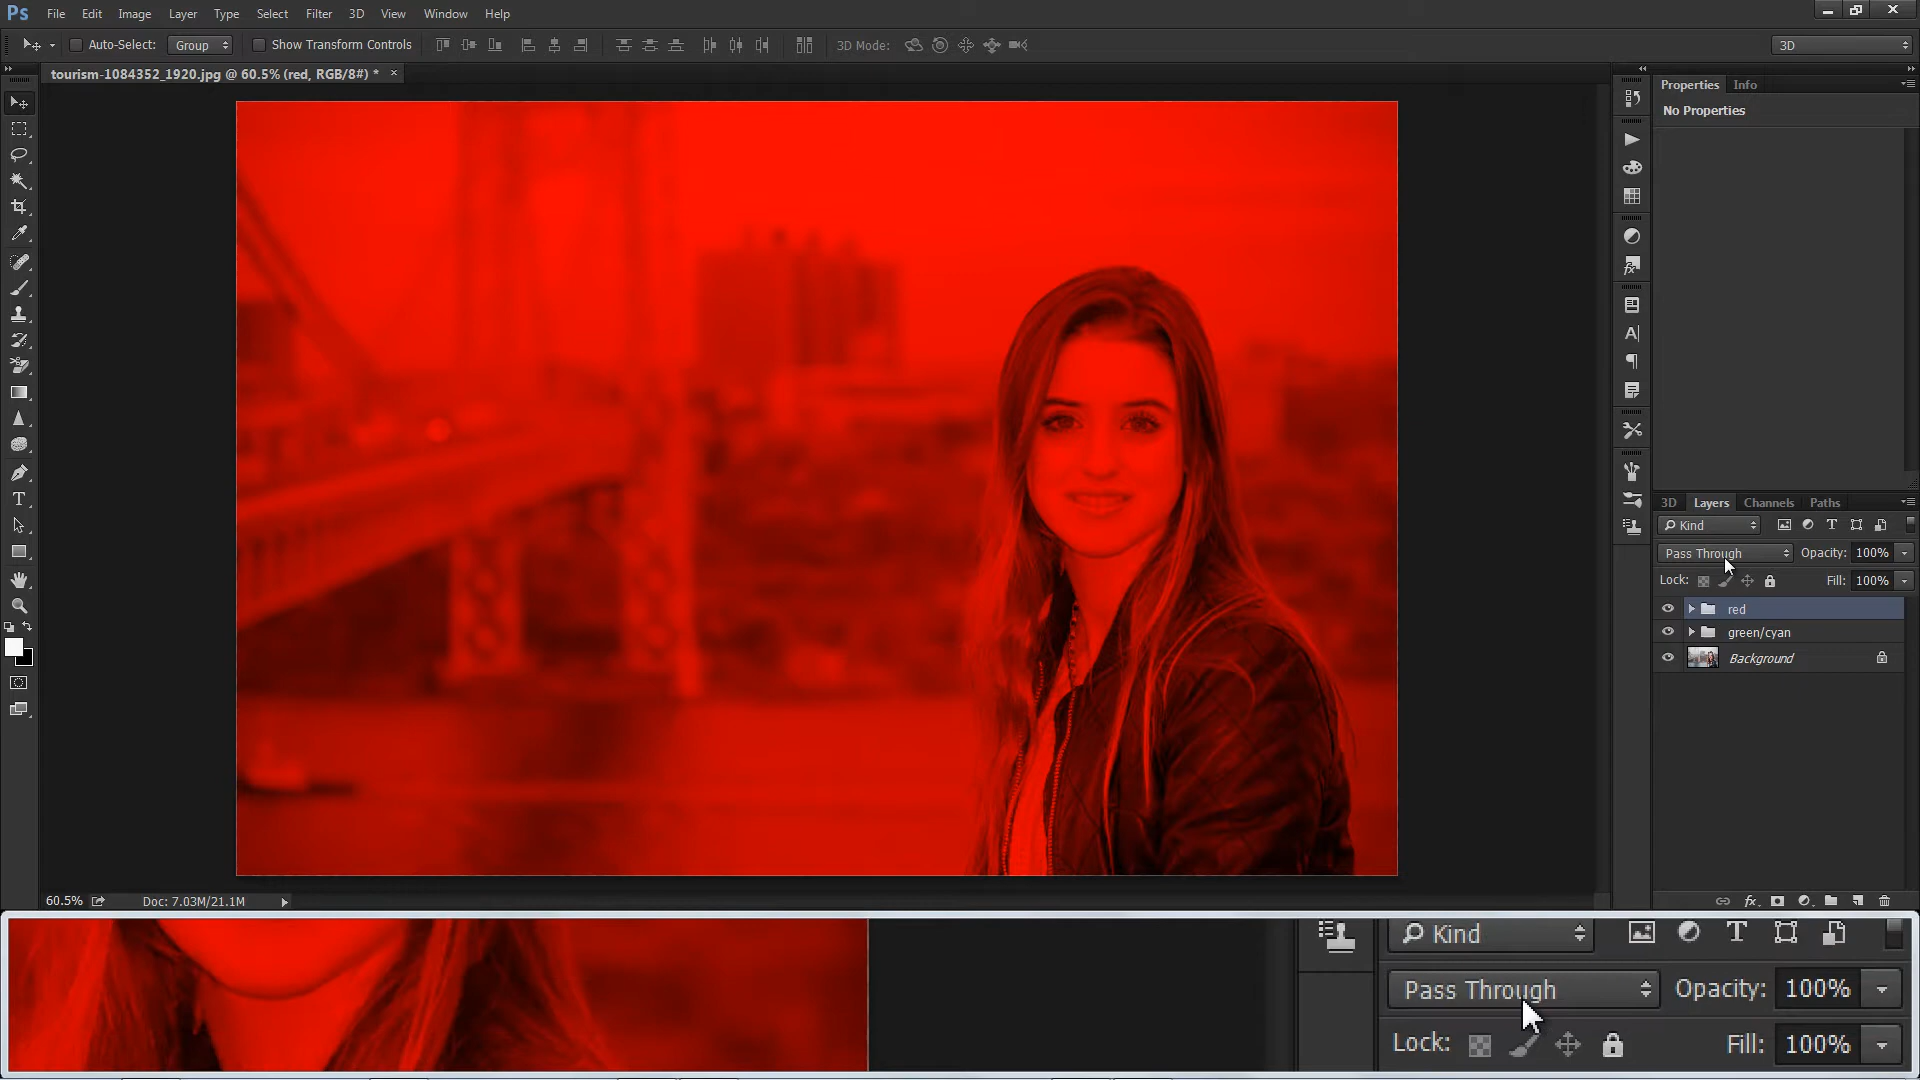 Ps File Edit Image Layer Type Select Filter 3D View Window Help
Auto-Select: Group Show Transform Controls 3D Mode: 3D
tourism-1084352_1920.jpg @ 60.5% (red, RGB/8#) * ×
Properties Info
No Properties
3D Layers Channels Paths
Kind
Pass Through Opacity: 100%
Lock: Fill: 100%
red
green/cyan
Background
60.5% Doc: 7.03M/21.1M
Kind
Pass Through Opacity: 100%
Lock: Fill: 100%